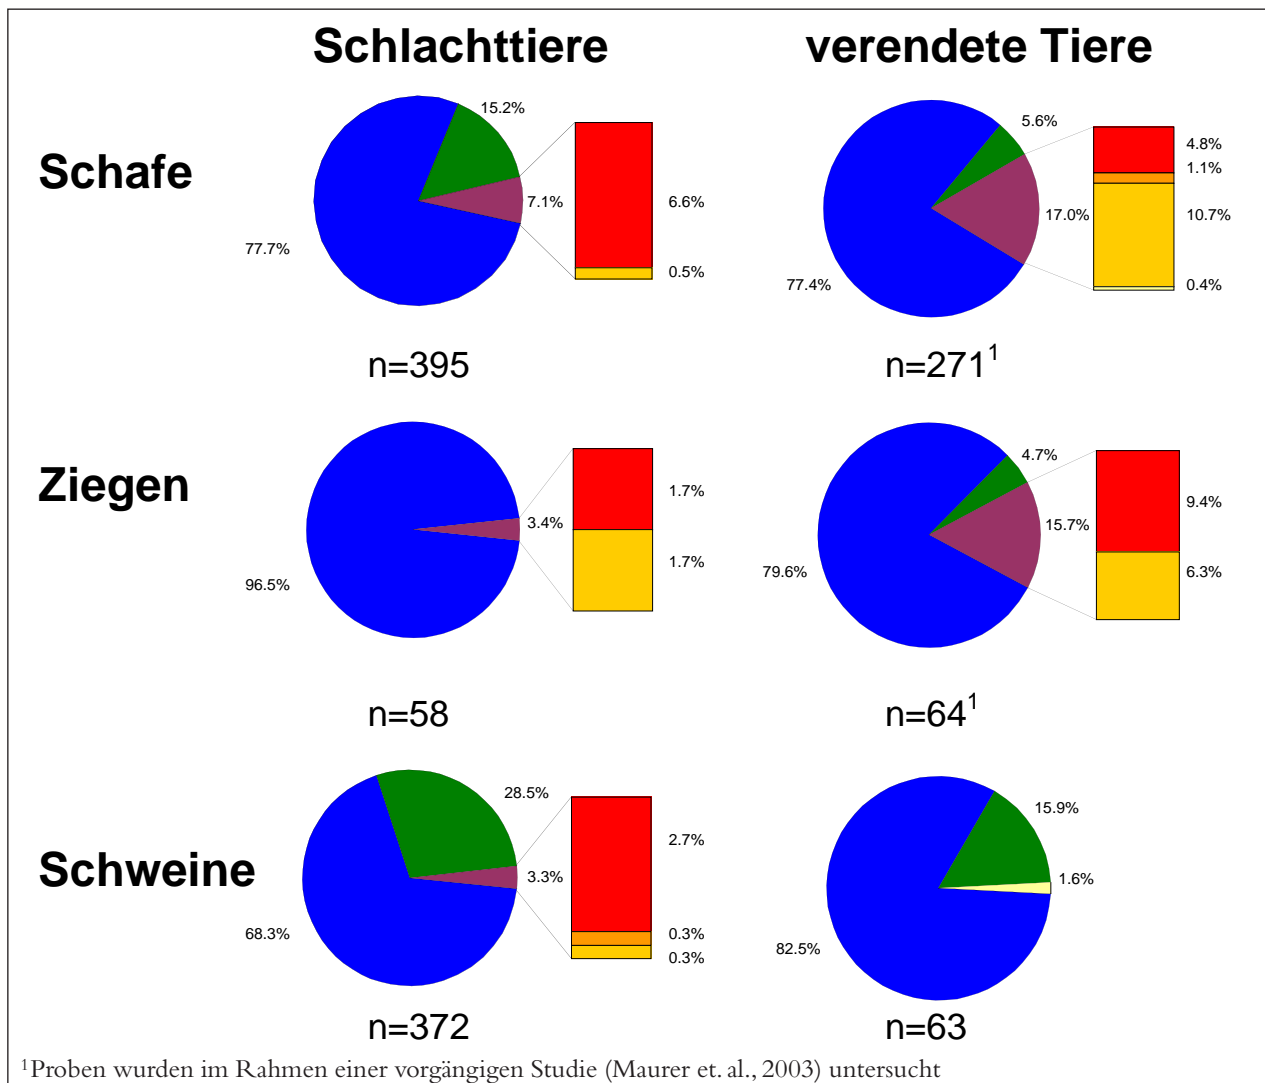 Schlachttiere
verendete Tiere
Schafe
15.2%
7.1%
77.7%
6.6%
0.5%
n=395
5.6%
17.0%
77.4%
4.8%
1.1%
10.7%
0.4%
n=271¹
Ziegen
3.4%
96.5%
1.7%
1.7%
n=58
4.7%
15.7%
79.6%
9.4%
6.3%
n=64¹
Schweine
28.5%
3.3%
68.3%
2.7%
0.3%
0.3%
n=372
15.9%
1.6%
82.5%
n=63
¹Proben wurden im Rahmen einer vorgängigen Studie (Maurer et. al., 2003) untersucht